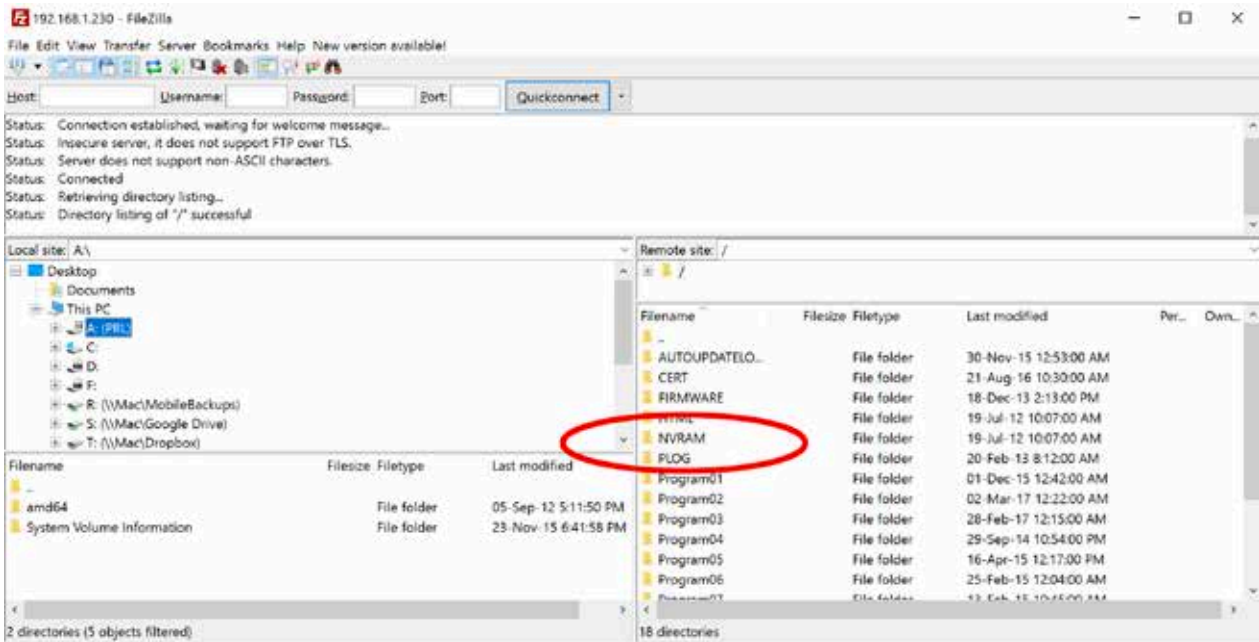 192.168.1.230 - FileZilla
File Edit View Transfer Server Bookmarks Help New version available!
Host: Username: Password: Port: Quickconnect
Status: Connection established, waiting for welcome message...
Status: Insecure server, it does not support FTP over TLS.
Status: Server does not support non-ASCII characters.
Status: Connected
Status: Retrieving directory listing...
Status: Directory listing of "/" successful
Local site: A:\
Desktop
Documents
This PC
A: (PRL)
C:
D:
F:
R: (\\Mac\MobileBackups)
S: (\\Mac\Google Drive)
T: (\\Mac\Dropbox)
Filename Filesize Filetype Last modified
..
amd64 File folder 05-Sep-12 5:11:50 PM
System Volume Information File folder 23-Nov-15 6:41:58 PM
2 directories (5 objects filtered)
Remote site: /
/
Filename Filesize Filetype Last modified Per... Own...
..
AUTOUPDATELO... File folder 30-Nov-15 12:53:00 AM
CERT File folder 21-Aug-16 10:30:00 AM
FIRMWARE File folder 18-Dec-13 2:13:00 PM
HTML File folder 19-Jul-12 10:07:00 AM
NVRAM File folder 19-Jul-12 10:07:00 AM
PLOG File folder 20-Feb-13 8:12:00 AM
Program01 File folder 01-Dec-15 12:42:00 AM
Program02 File folder 02-Mar-17 12:22:00 AM
Program03 File folder 28-Feb-17 12:15:00 AM
Program04 File folder 29-Sep-14 10:54:00 PM
Program05 File folder 16-Apr-15 12:17:00 PM
Program06 File folder 25-Feb-15 12:04:00 AM
Program07 File folder 13-Feb-15 10:45:00 AM
18 directories